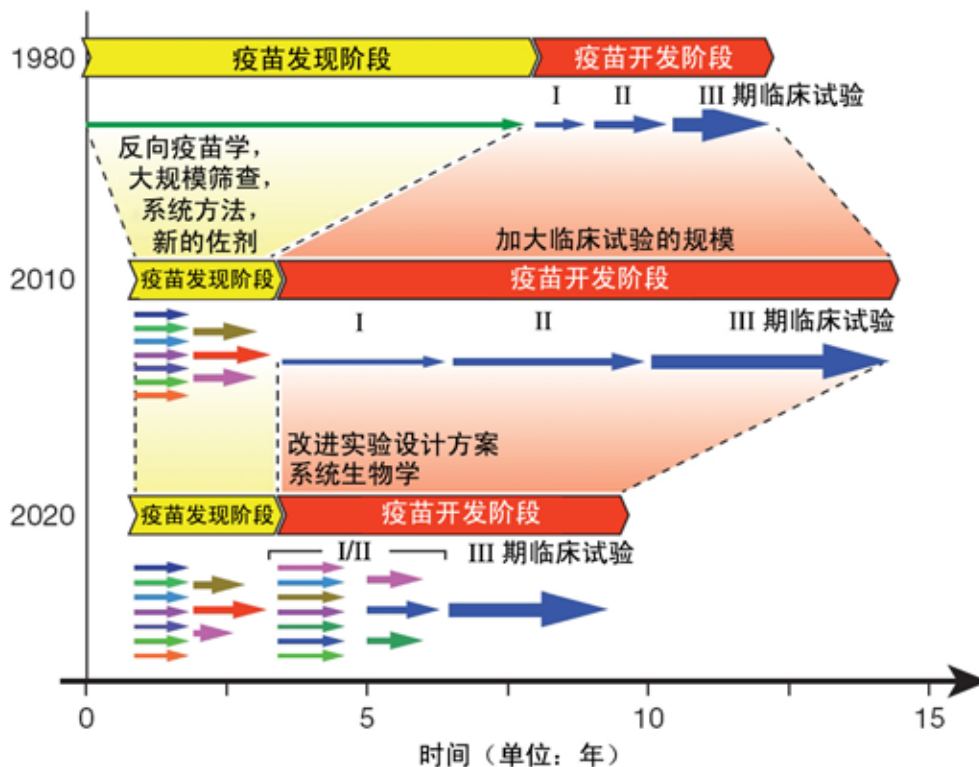 1980
疫苗发现阶段
疫苗开发阶段
I
II
III 期临床试验
反向疫苗学，
大规模筛查，
系统方法，
新的佐剂
加大临床试验的规模
2010
疫苗发现阶段
疫苗开发阶段
I
II
III 期临床试验
改进实验设计方案
系统生物学
2020
疫苗发现阶段
疫苗开发阶段
I/II
III 期临床试验
0
5
10
15
时间（单位：年）